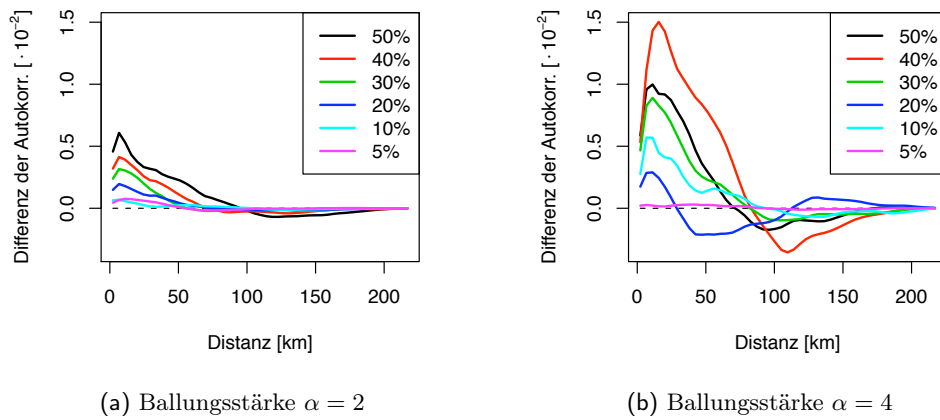 Differenz der Autokorr. [ · 10⁻²]
1.5
1.0
0.5
0.0
50%
40%
30%
20%
10%
5%
0 50 100 150 200
Distanz [km]
(a) Ballungsstärke α = 2
Differenz der Autokorr. [ · 10⁻²]
1.5
1.0
0.5
0.0
50%
40%
30%
20%
10%
5%
0 50 100 150 200
Distanz [km]
(b) Ballungsstärke α = 4